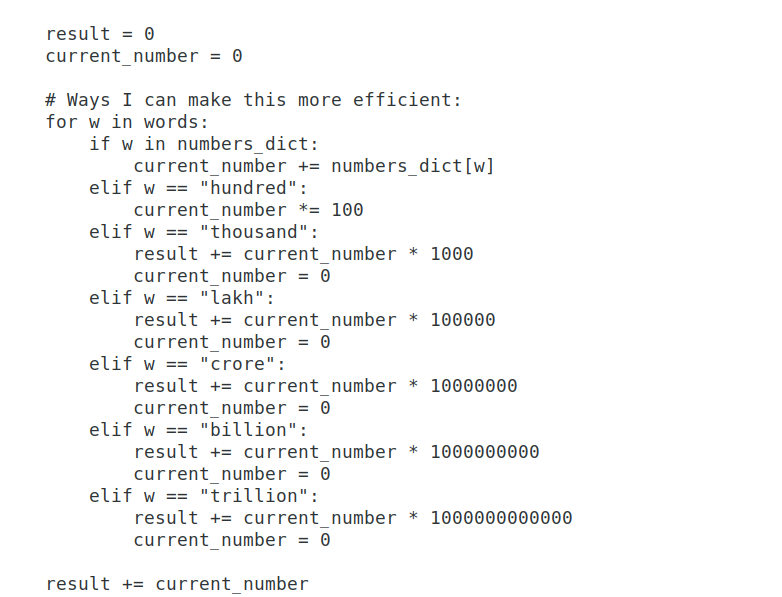 result = 0
current_number = 0
# Ways I can make this more efficient:
for w in words:
    if w in numbers_dict:
        current_number += numbers_dict[w]
    elif w == "hundred":
        current_number *= 100
    elif w == "thousand":
        result += current_number * 1000
        current_number = 0
    elif w == "lakh":
        result += current_number * 100000
        current_number = 0
    elif w == "crore":
        result += current_number * 10000000
        current_number = 0
    elif w == "billion":
        result += current_number * 1000000000
        current_number = 0
    elif w == "trillion":
        result += current_number * 1000000000000
        current_number = 0
result += current_number